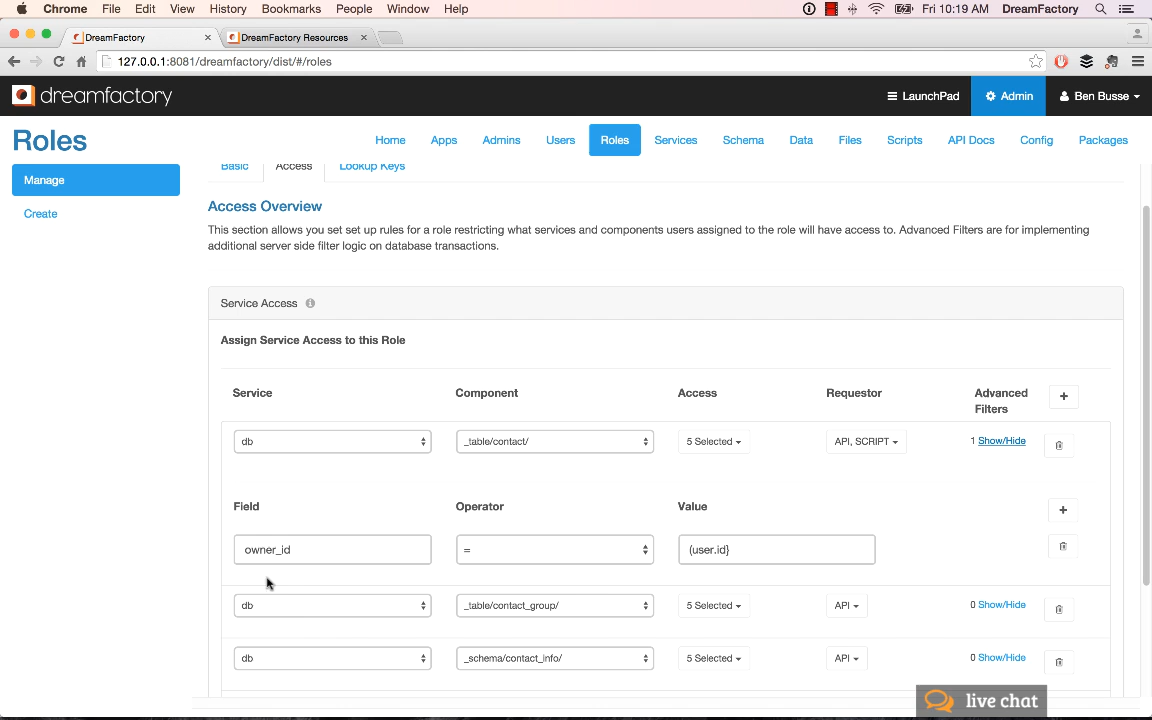 Chrome File Edit View History Bookmarks People Window Help Fri 10:19 AM DreamFactory
DreamFactory DreamFactory Resources
127.0.0.1:8081/dreamfactory/dist/#/roles
dreamfactory LaunchPad Admin Ben Busse
Roles Home Apps Admins Users Roles Services Schema Data Files Scripts API Docs Config Packages
Manage
Create
Basic Access Lookup Keys
Access Overview
This section allows you set set up rules for a role restricting what services and components users assigned to the role will have access to. Advanced Filters are for implementing
additional server side filter logic on database transactions.
Service Access
Assign Service Access to this Role
Service Component Access Requestor Advanced
Filters +
db _table/contact/ 5 Selected API, SCRIPT 1 Show/Hide
Field Operator Value +
owner_id = (user.id}
db _table/contact_group/ 5 Selected API 0 Show/Hide
db _schema/contact_info/ 5 Selected API 0 Show/Hide
live chat